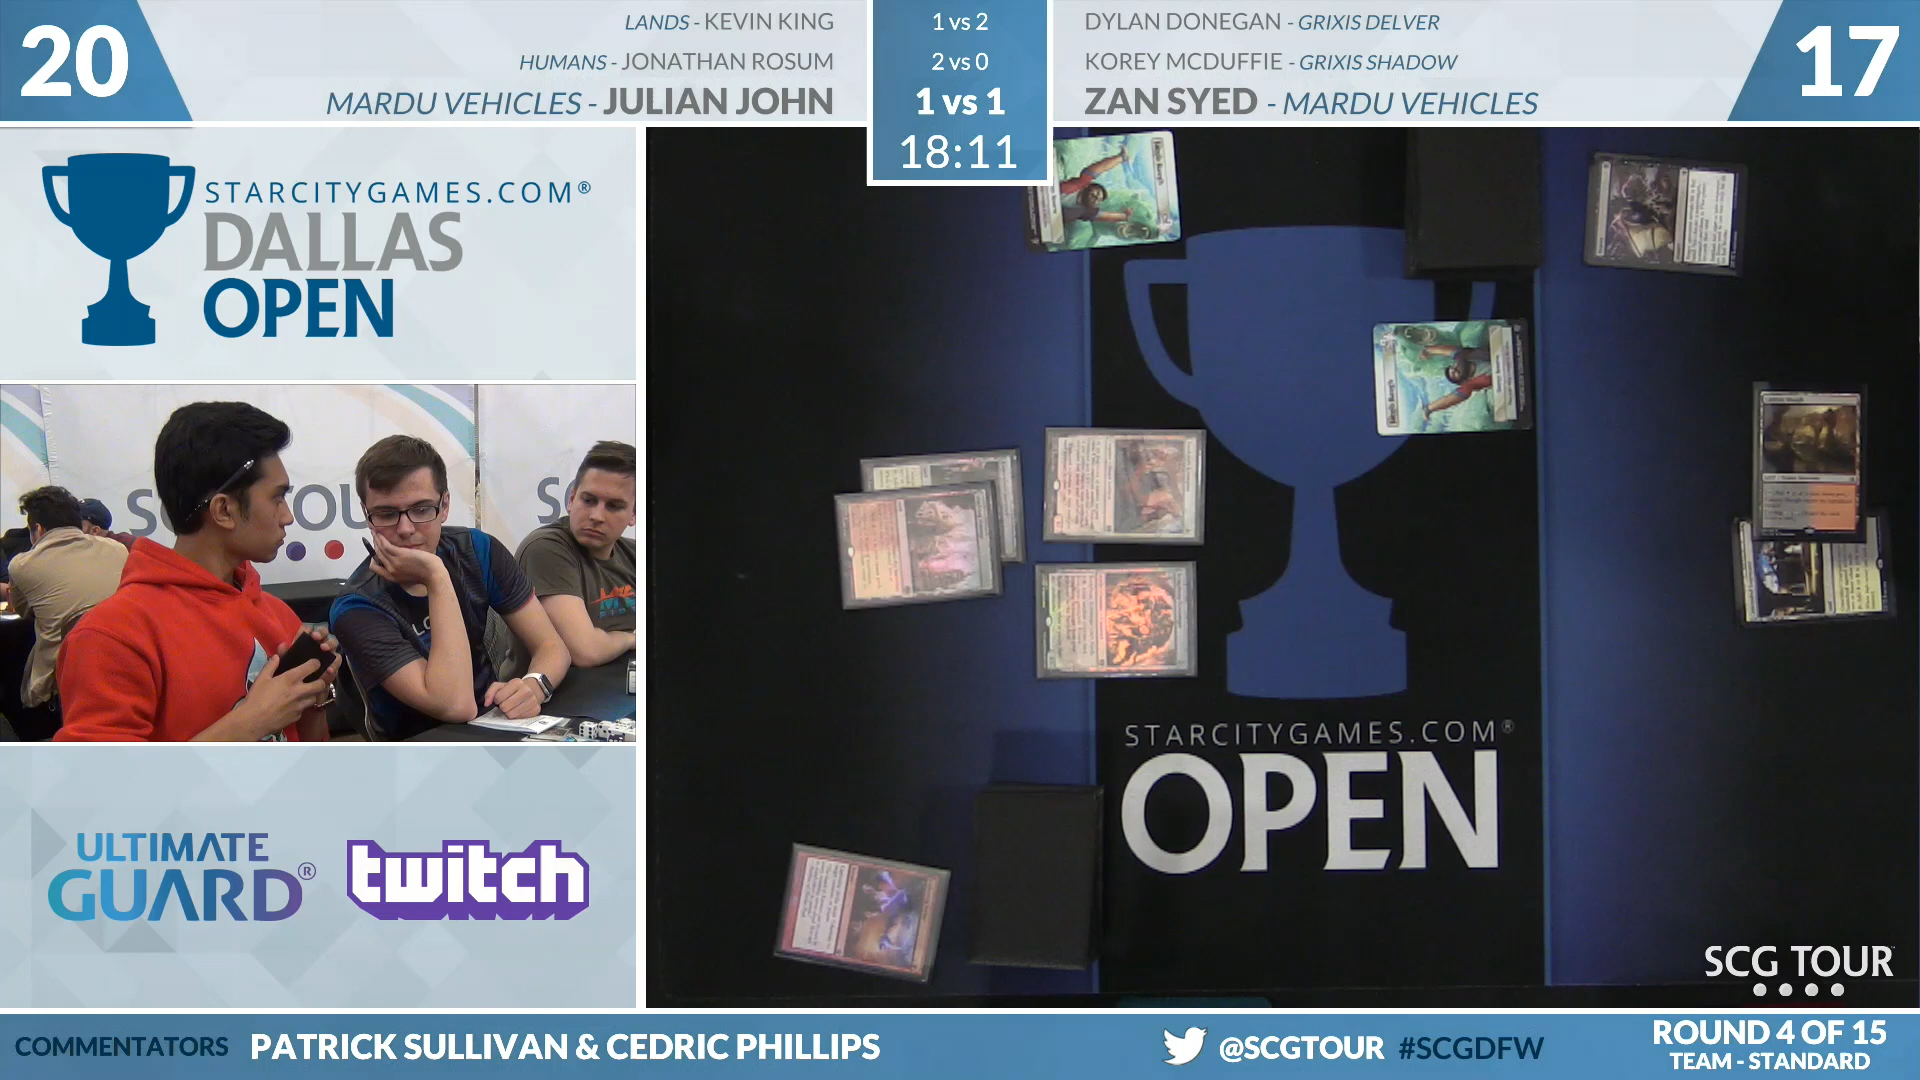 20
LANDS - KEVIN KING
HUMANS - JONATHAN ROSUM
MARDU VEHICLES - JULIAN JOHN
1 vs 2
2 vs 0
1 vs 1
18:11
DYLAN DONEGAN - GRIXIS DELVER
KOREY MCDUFFIE - GRIXIS SHADOW
ZAN SYED - MARDU VEHICLES
17
STARCITYGAMES.COM®
DALLAS
OPEN
STARCITYGAMES.COM®
OPEN
ULTIMATE
GUARD®
twitch
SCG TOUR
COMMENTATORS PATRICK SULLIVAN & CEDRIC PHILLIPS
@SCGTOUR #SCGDFW
ROUND 4 OF 15
TEAM - STANDARD